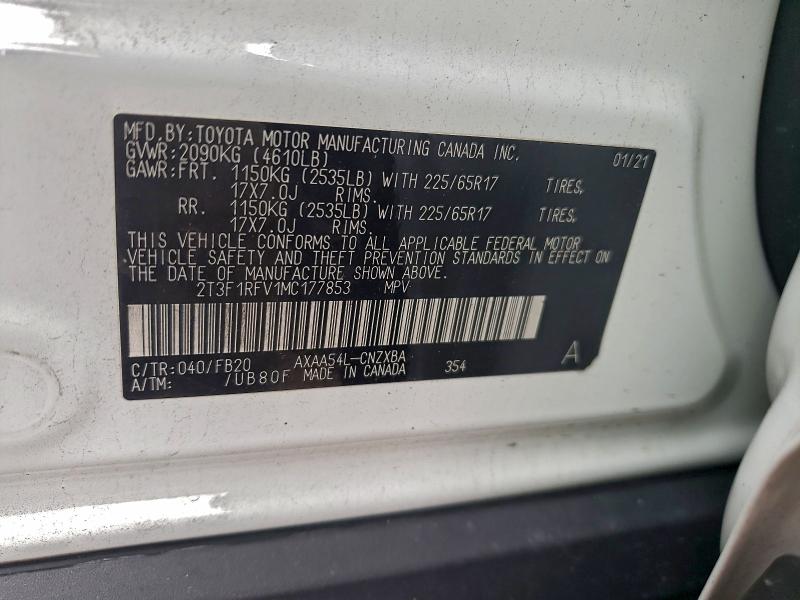 MFD.BY:TOYOTA MOTOR MANUFACTURING CANADA INC. 01/21
GVWR:2090KG (4610LB)
GAWR:FRT. 1150KG (2535LB) WITH 225/65R17 TIRES,
17X7.0J RIMS.
RR. 1150KG (2535LB) WITH 225/65R17 TIRES,
17X7.0J RIMS.
THIS VEHICLE CONFORMS TO ALL APPLICABLE FEDERAL MOTOR
VEHICLE SAFETY AND THEFT PREVENTION STANDARDS IN EFFECT ON
THE DATE OF MANUFACTURE SHOWN ABOVE.
2T3F1RFV1MC177853 MPV
C/TR:040/FB20 AXAA54L-CNZXBA 354 A
A/TM: /UB80F MADE IN CANADA